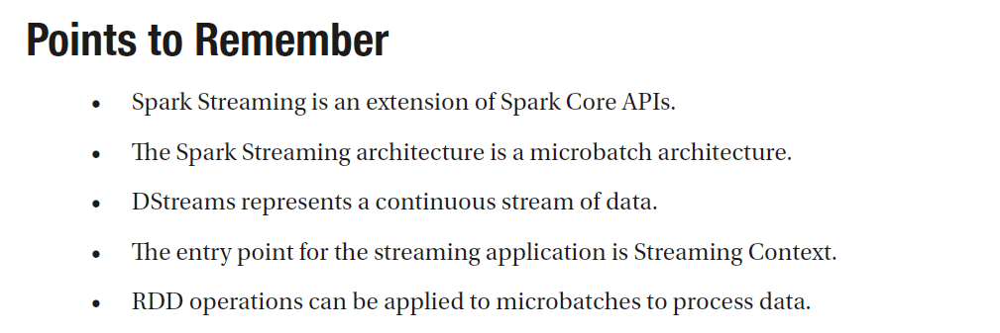 Points to Remember
• Spark Streaming is an extension of Spark Core APIs.
• The Spark Streaming architecture is a microbatch architecture.
• DStreams represents a continuous stream of data.
• The entry point for the streaming application is Streaming Context.
• RDD operations can be applied to microbatches to process data.